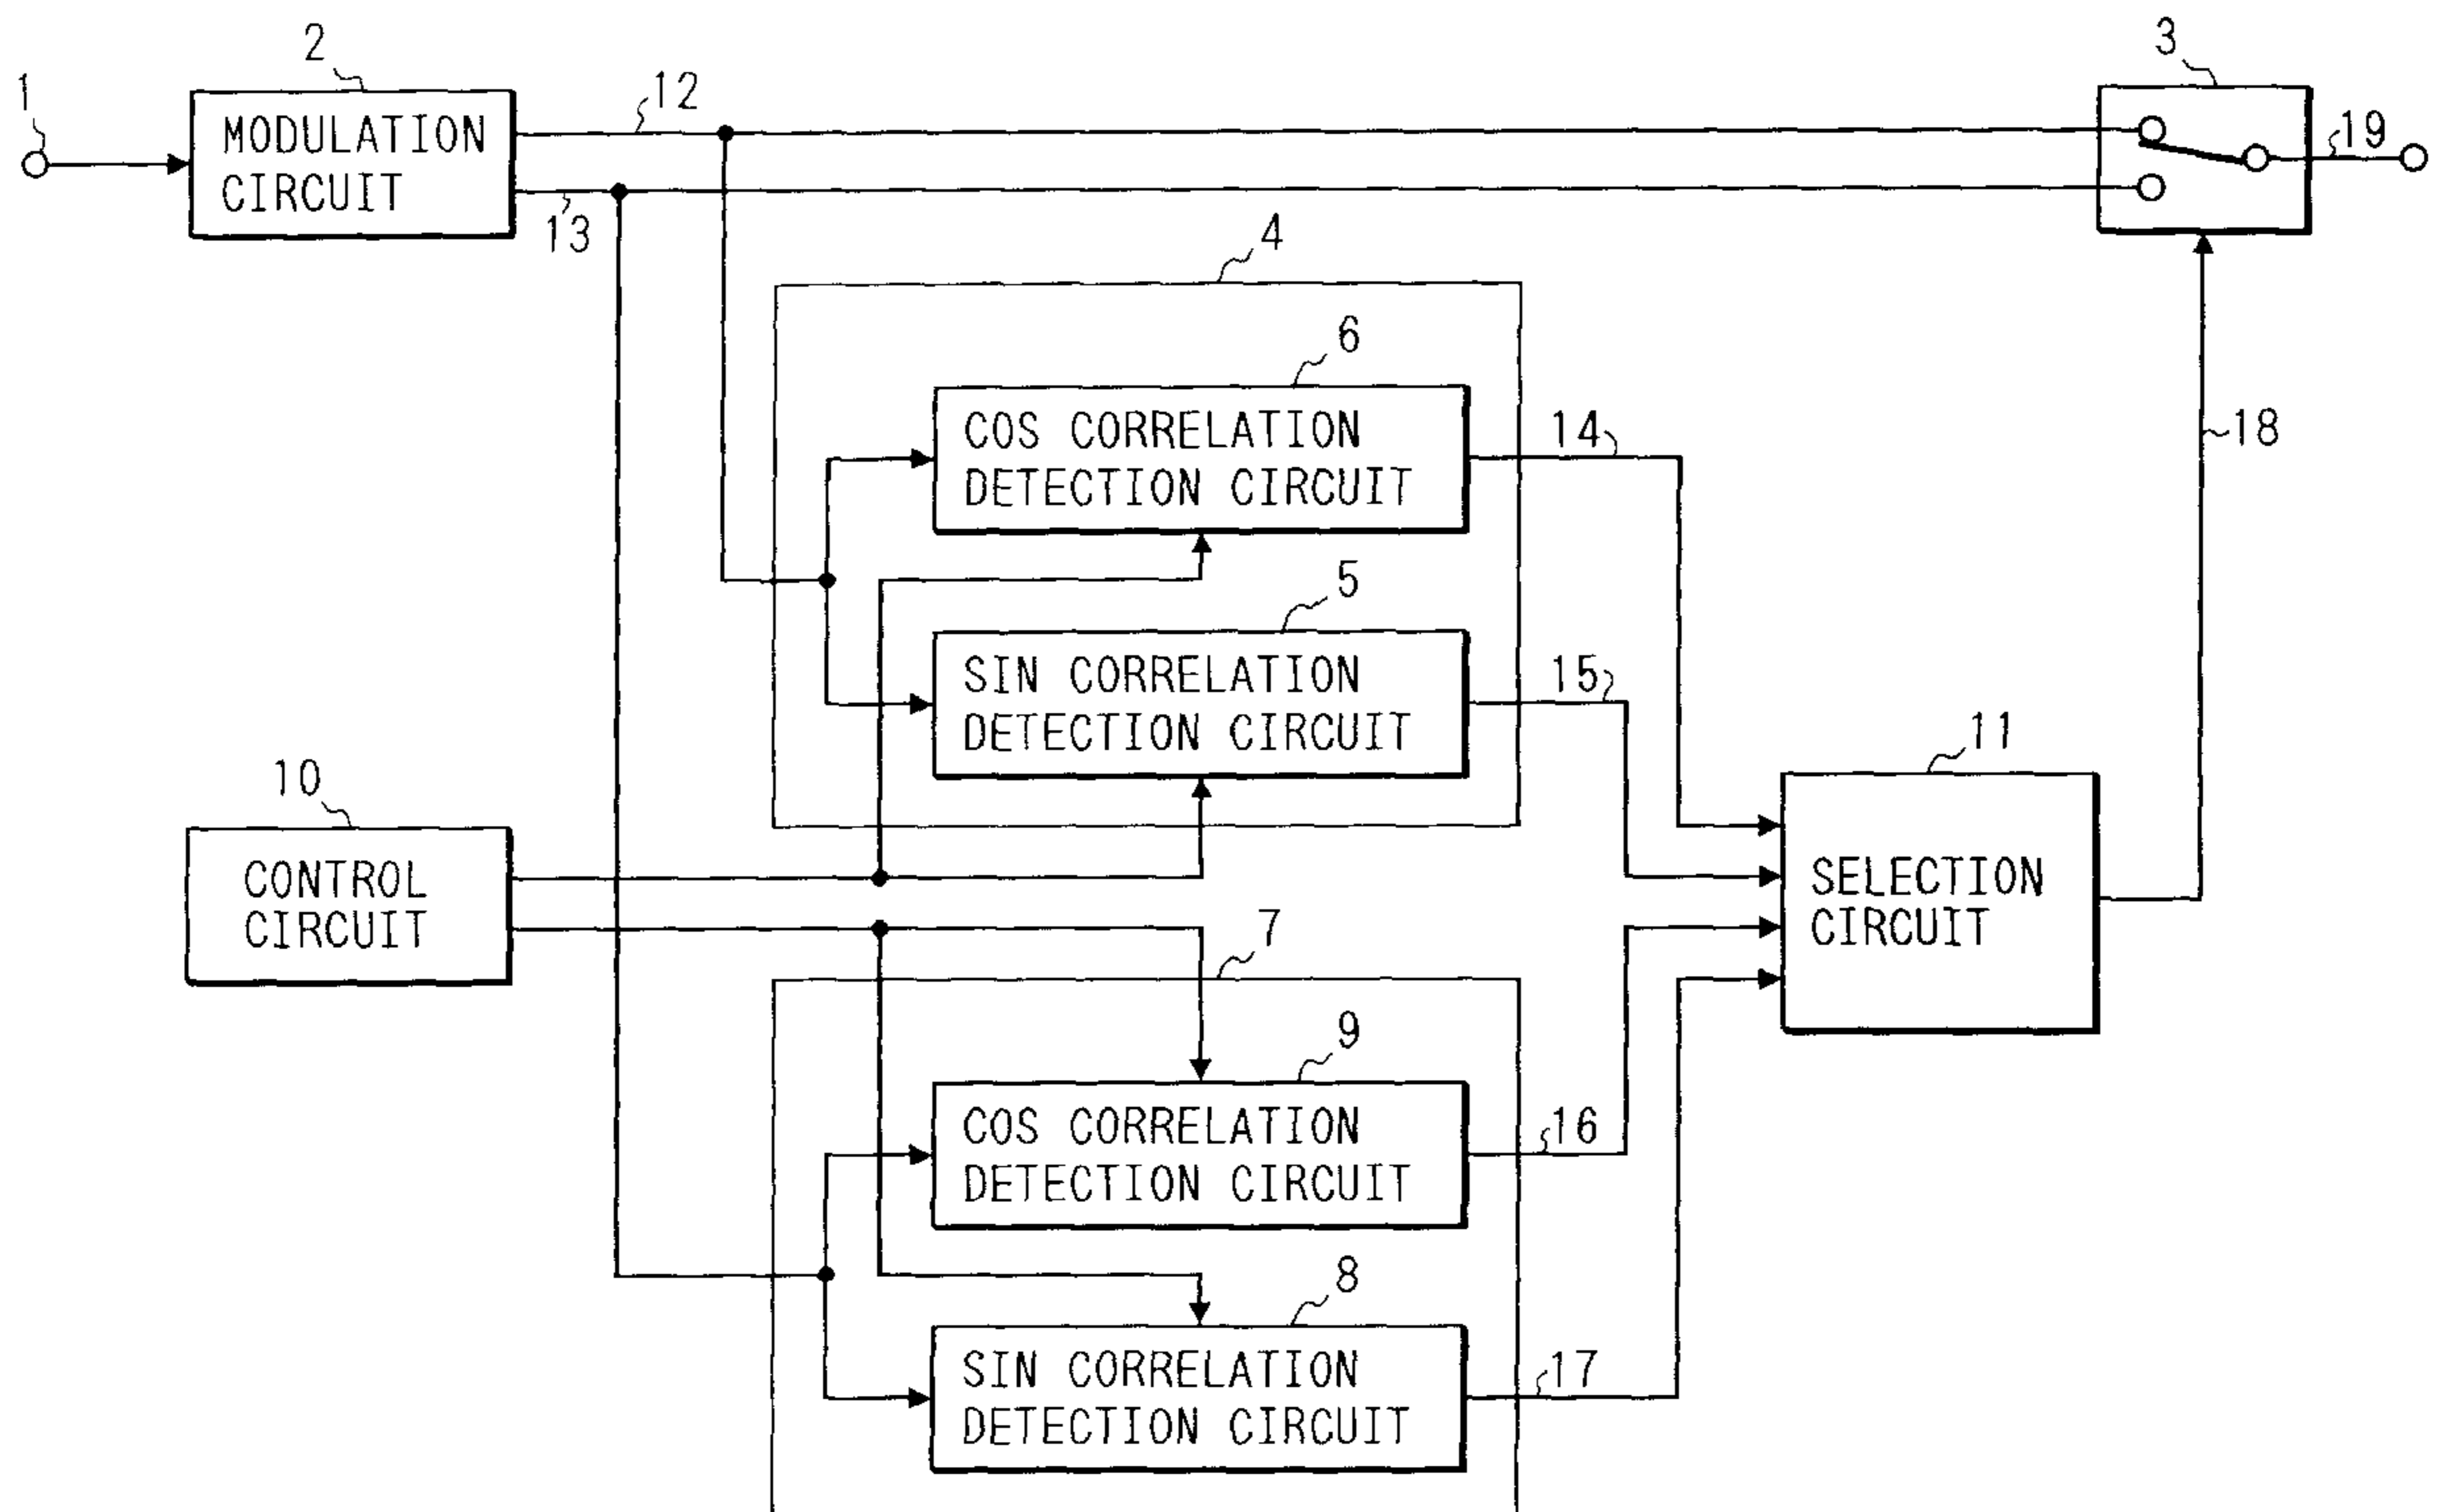 1
2
MODULATION
CIRCUIT
12
13
3
19
4
6
COS CORRELATION
DETECTION CIRCUIT
14
18
5
SIN CORRELATION
DETECTION CIRCUIT
15
10
CONTROL
CIRCUIT
11
SELECTION
CIRCUIT
7
9
COS CORRELATION
DETECTION CIRCUIT
16
8
SIN CORRELATION
DETECTION CIRCUIT
17